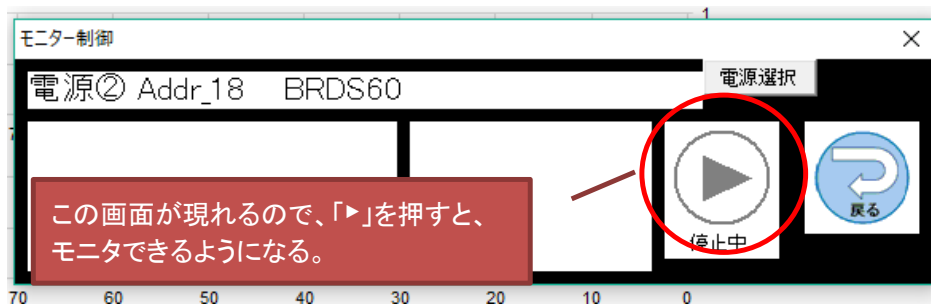 1
モニター制御
電源② Addr_18 BRDS60
電源選択
この画面が現れるので、「▶」を押すと、
モニタできるようになる。
停止中
戻る
70 60 50 40 30 20 10 0